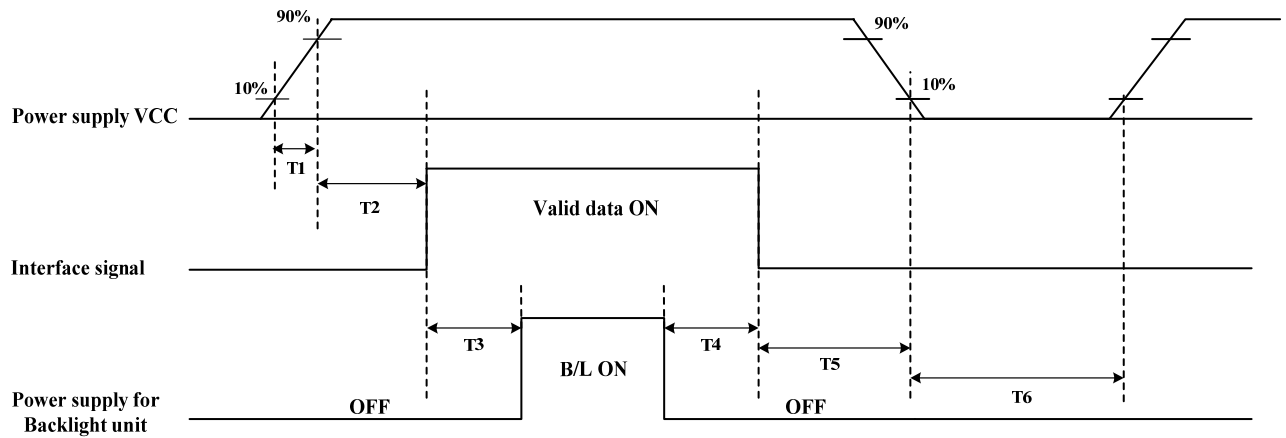 90%
90%
10%
10%
Power supply VCC
T1
T2
Valid data ON
Interface signal
T3
T4
T5
B/L ON
T6
Power supply for
Backlight unit
OFF
OFF